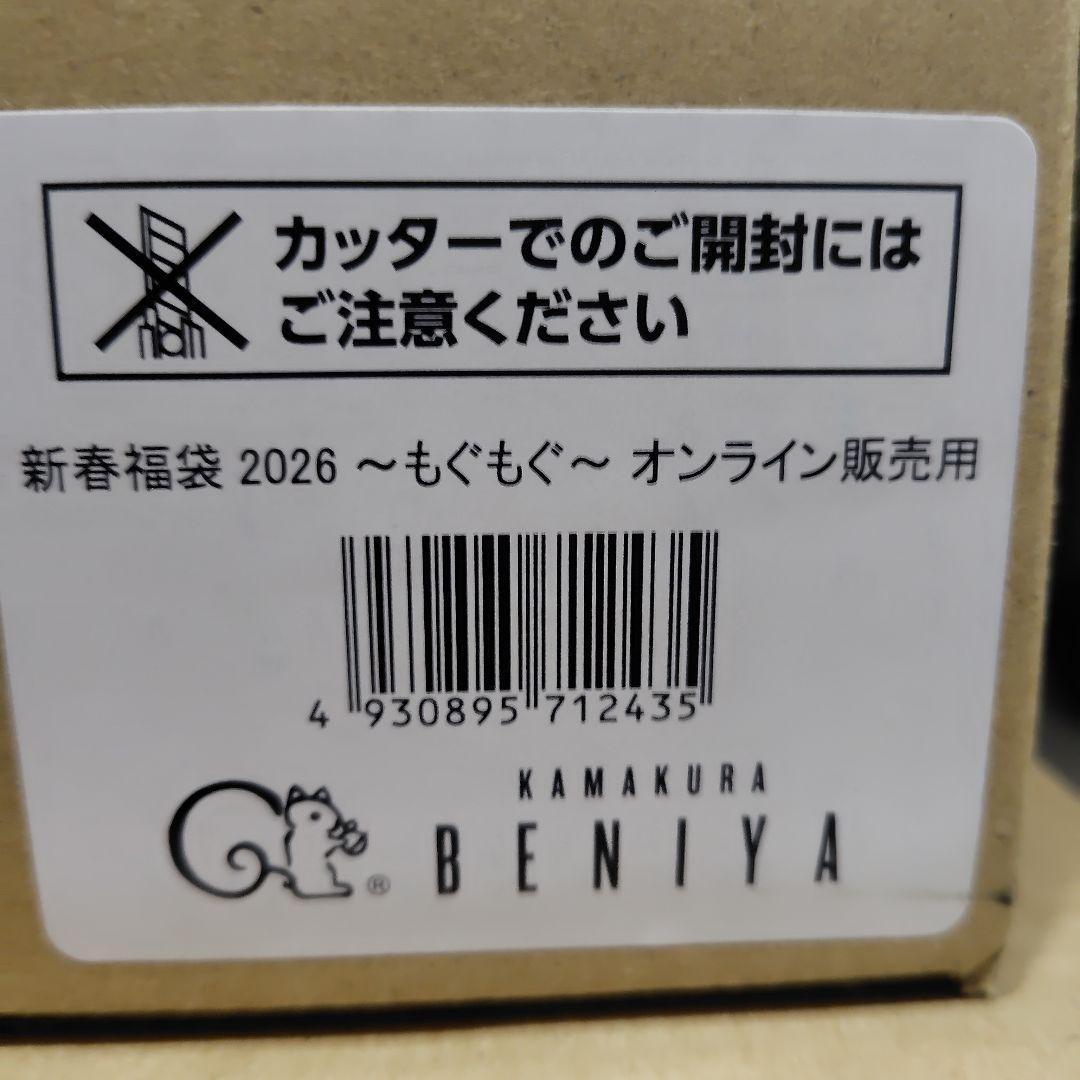 カッターでのご開封には
ご注意ください
新春福袋 2026 ～もぐもぐ～ オンライン販売用
4 930895 712435
KAMAKURA
® BENIYA